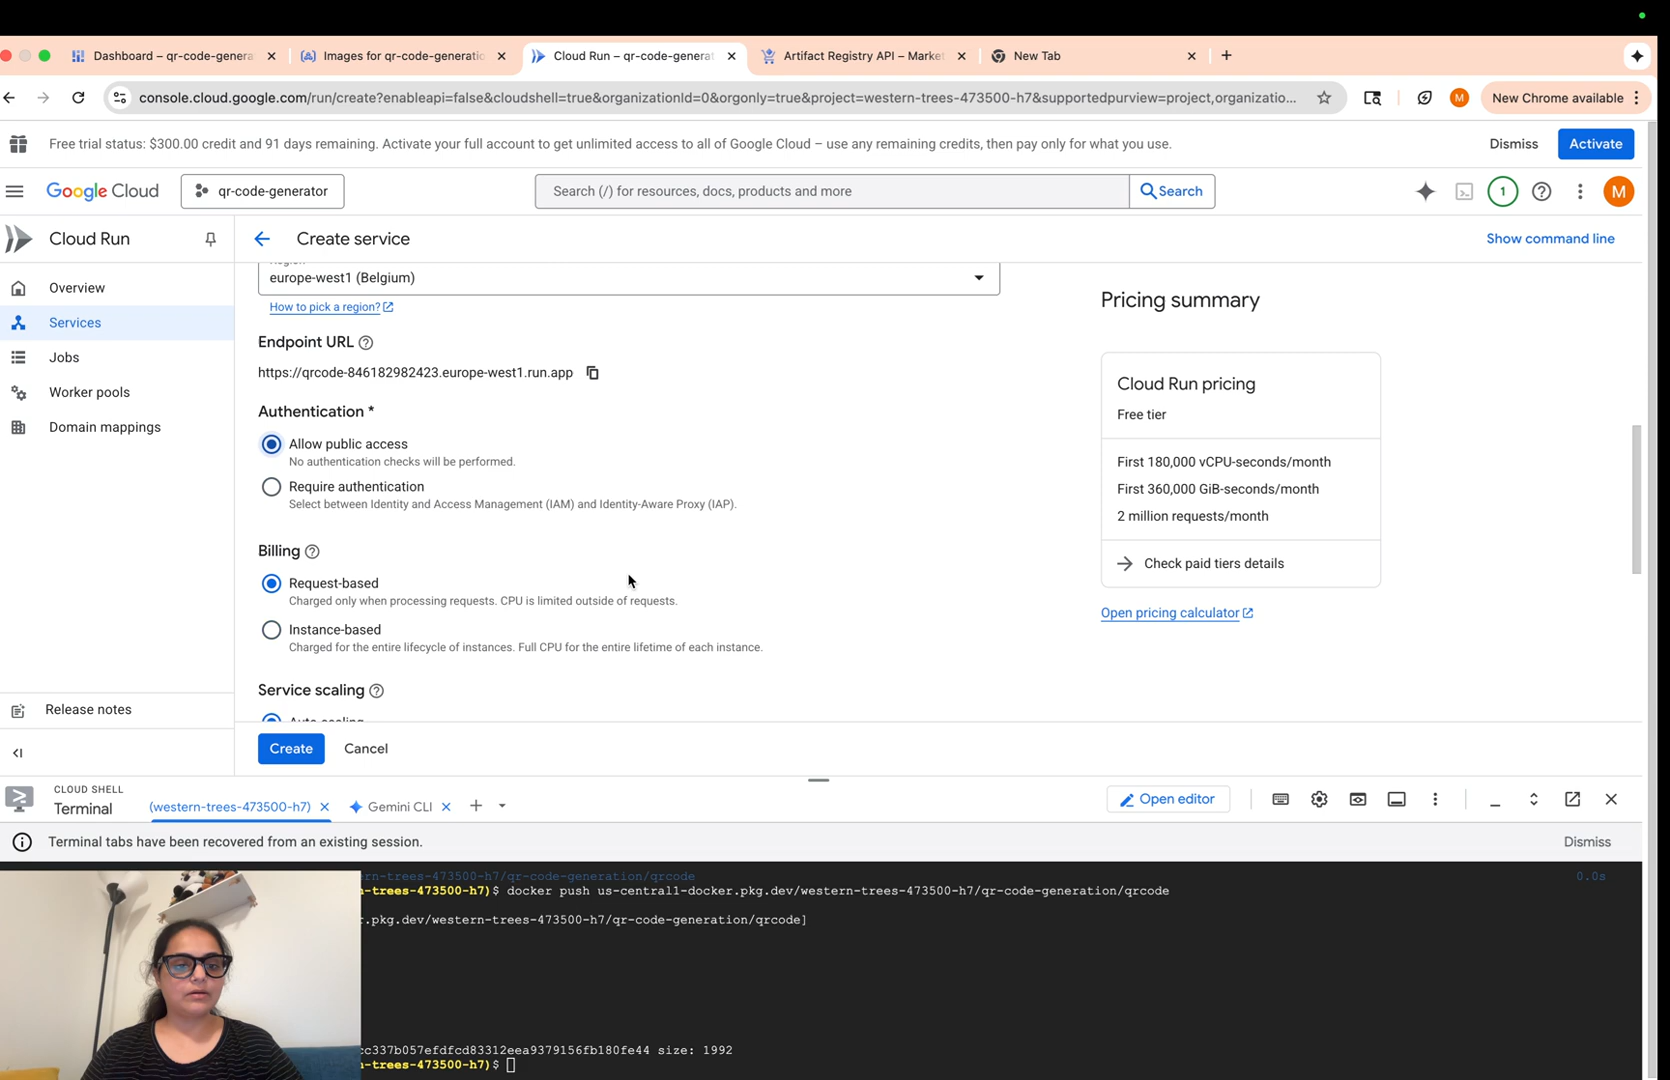 Dashboard – qr-code-genera
Images for qr-code-generatio
Cloud Run – qr-code-generat
Artifact Registry API – Market
New Tab
console.cloud.google.com/run/create?enableapi=false&cloudshell=true&organizationId=0&orgonly=true&project=western-trees-473500-h7&supportedpurview=project,organizatio...
M
New Chrome available
Free trial status: $300.00 credit and 91 days remaining. Activate your full account to get unlimited access to all of Google Cloud – use any remaining credits, then pay only for what you use.
Dismiss
Activate
Google Cloud
qr-code-generator
Search (/) for resources, docs, products and more
Search
1
M
Cloud Run
Create service
Show command line
Overview
Services
Jobs
Worker pools
Domain mappings
Release notes
Region
europe-west1 (Belgium)
How to pick a region?
Endpoint URL
https://qrcode-846182982423.europe-west1.run.app
Authentication *
Allow public access
No authentication checks will be performed.
Require authentication
Select between Identity and Access Management (IAM) and Identity-Aware Proxy (IAP).
Billing
Request-based
Charged only when processing requests. CPU is limited outside of requests.
Instance-based
Charged for the entire lifecycle of instances. Full CPU for the entire lifetime of each instance.
Service scaling
Auto scaling
Create
Cancel
Pricing summary
Cloud Run pricing
Free tier
First 180,000 vCPU-seconds/month
First 360,000 GiB-seconds/month
2 million requests/month
Check paid tiers details
Open pricing calculator
CLOUD SHELL
Terminal
(western-trees-473500-h7)
Gemini CLI
Open editor
Terminal tabs have been recovered from an existing session.
Dismiss
rn-trees-473500-h7/qr-code-generation/qrcode
0.0s
-trees-473500-h7)$ docker push us-central1-docker.pkg.dev/western-trees-473500-h7/qr-code-generation/qrcode
.pkg.dev/western-trees-473500-h7/qr-code-generation/qrcode]
cc337b057efdfcd83312eea9379156fb180fe44 size: 1992
-trees-473500-h7)$